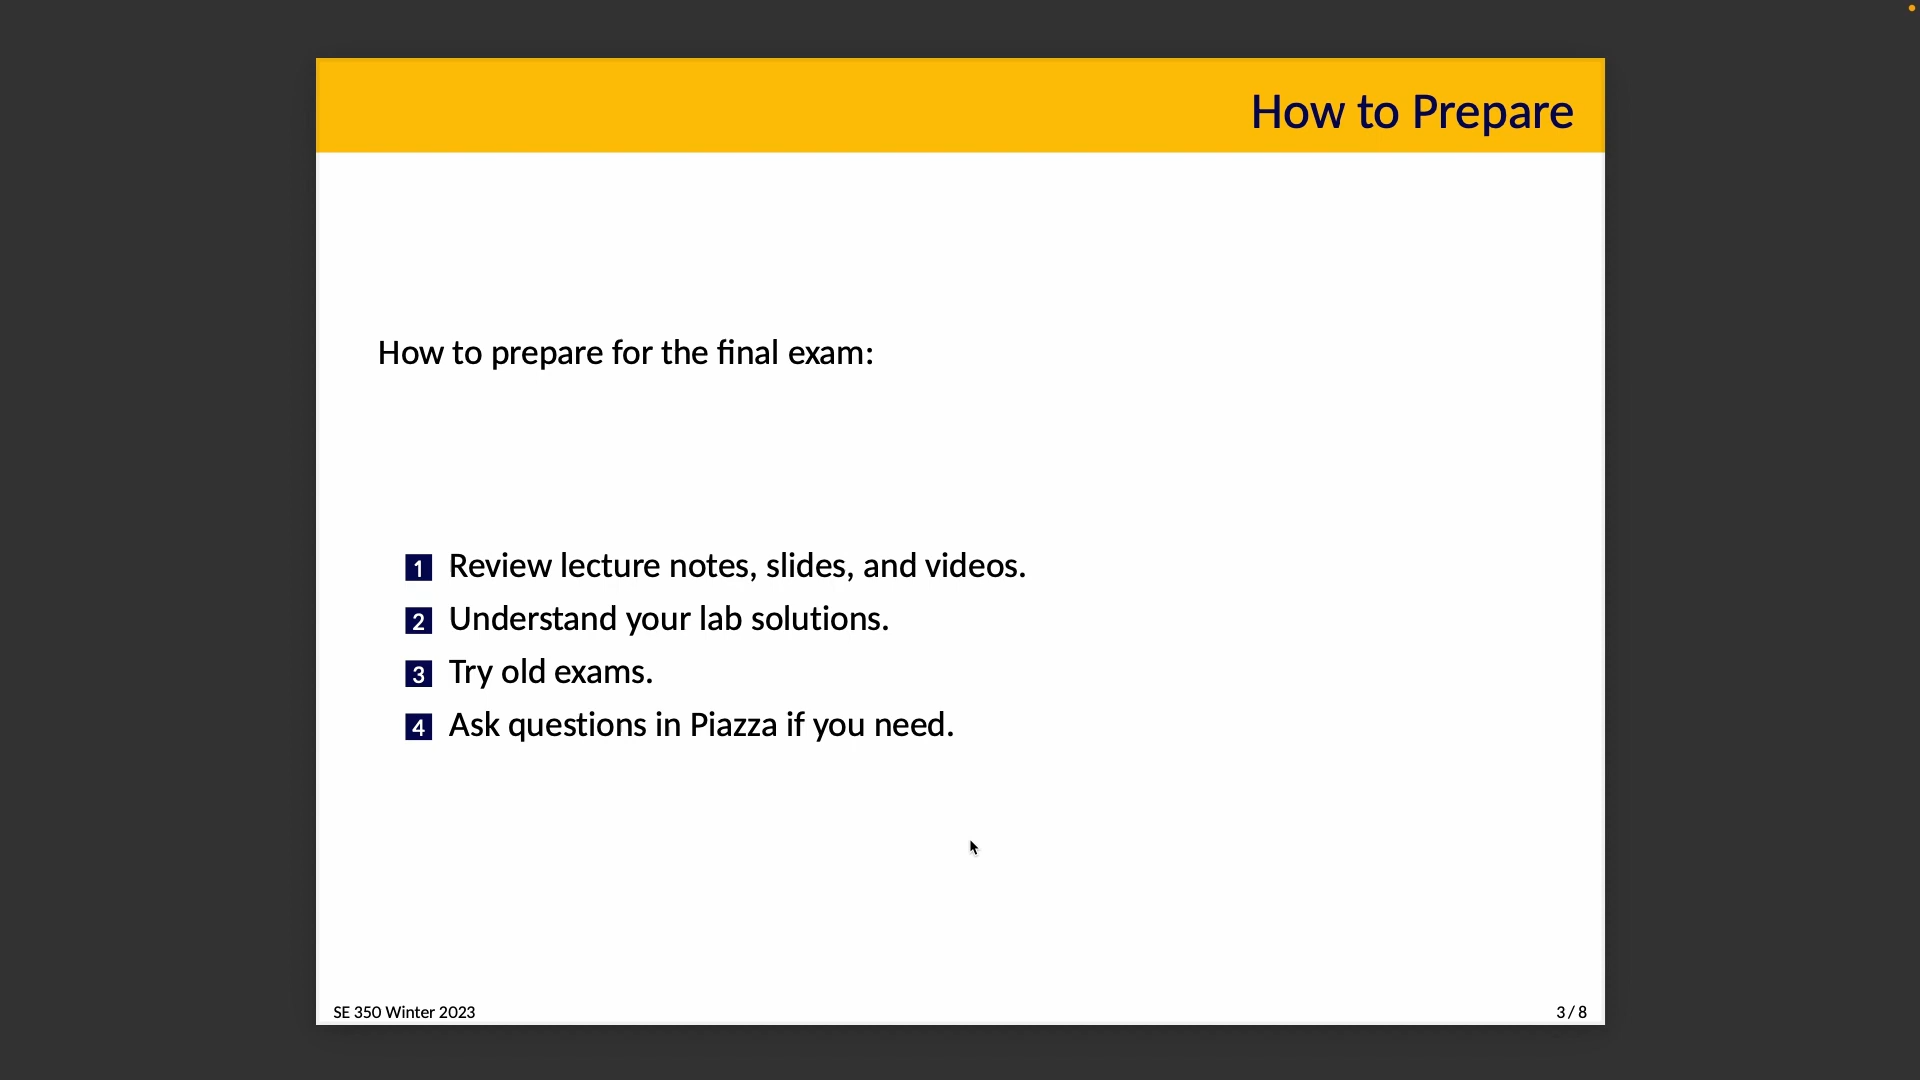 How to Prepare
How to prepare for the final exam:
1 Review lecture notes, slides, and videos.
2 Understand your lab solutions.
3 Try old exams.
4 Ask questions in Piazza if you need.
SE 350 Winter 2023
3 / 8